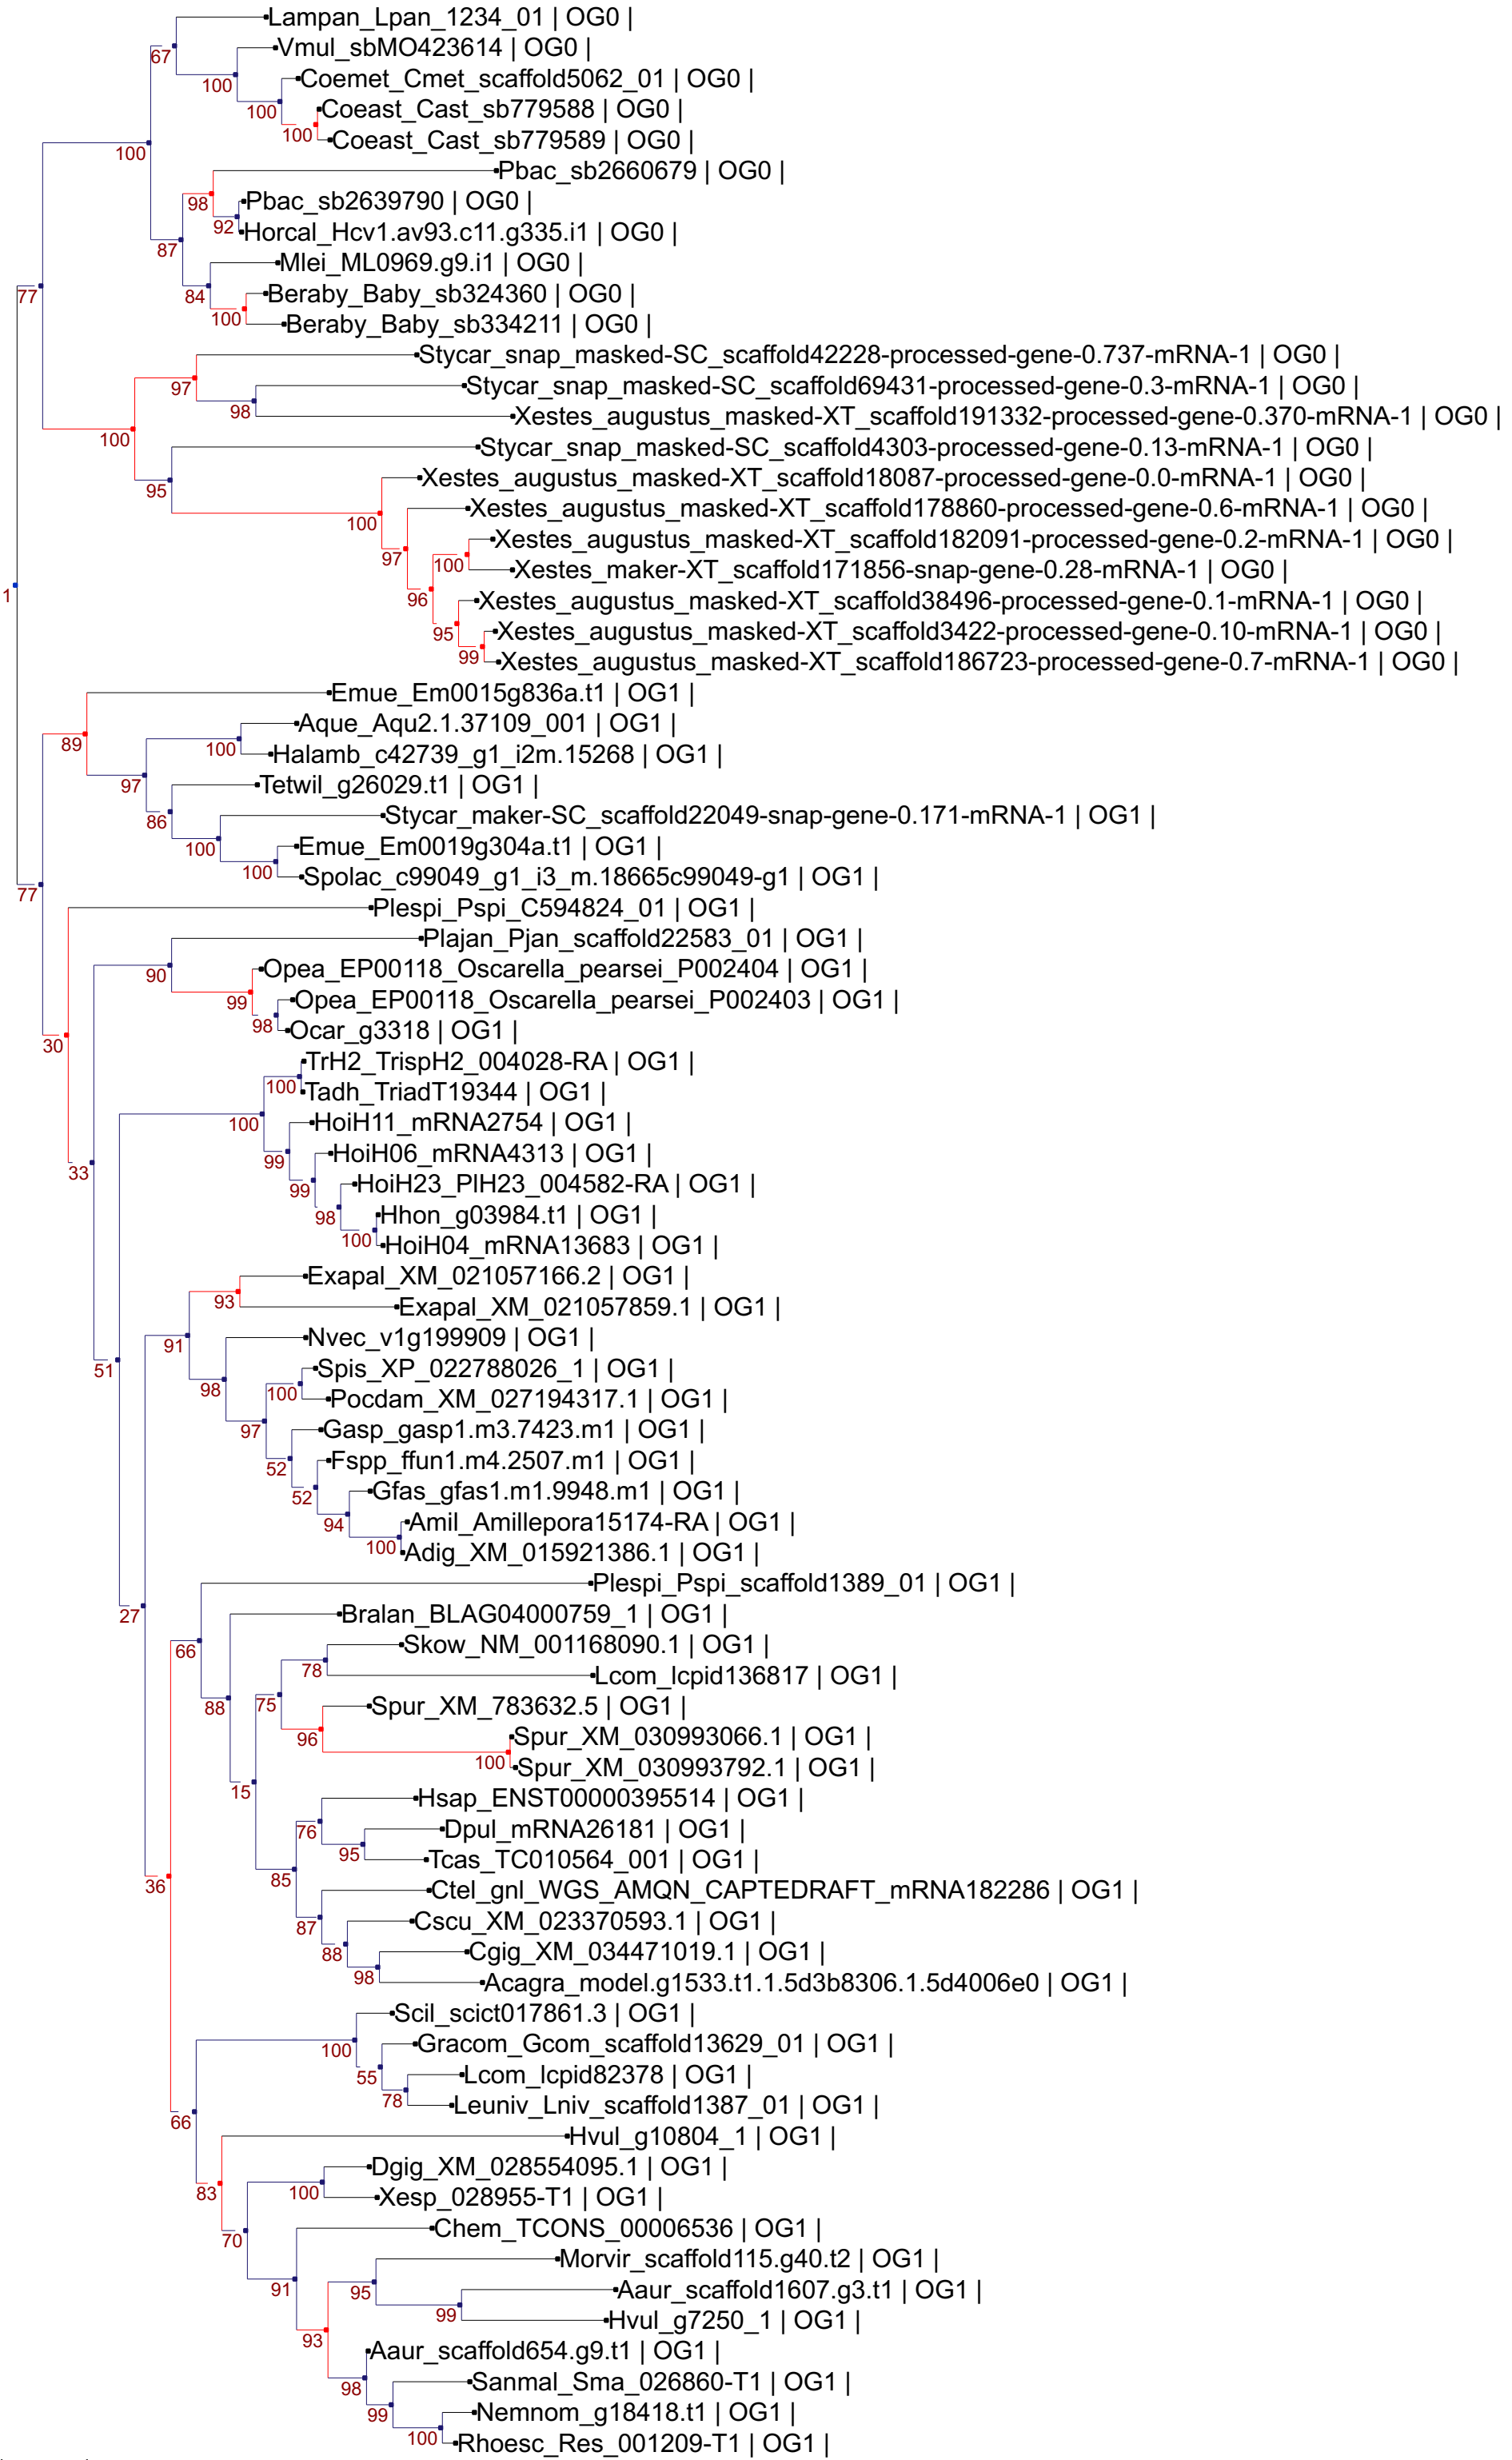 Lampan_Lpan_1234_01 | OG0 |
67
Vmul_sbMO423614 | OG0 |
100
Coemet_Cmet_scaffold5062_01 | OG0 |
100
Coeast_Cast_sb779588 | OG0 |
100
Coeast_Cast_sb779589 | OG0 |
100
Pbac_sb2660679 | OG0 |
98
Pbac_sb2639790 | OG0 |
92
Horcal_Hcv1.av93.c11.g335.i1 | OG0 |
87
Mlei_ML0969.g9.i1 | OG0 |
84
Beraby_Baby_sb324360 | OG0 |
77
100
Beraby_Baby_sb334211 | OG0 |
Stycar_snap_masked-SC_scaffold42228-processed-gene-0.737-mRNA-1 | OG0 |
97
Stycar_snap_masked-SC_scaffold69431-processed-gene-0.3-mRNA-1 | OG0 |
98
Xestes_augustus_masked-XT_scaffold191332-processed-gene-0.370-mRNA-1 | OG0 |
100
Stycar_snap_masked-SC_scaffold4303-processed-gene-0.13-mRNA-1 | OG0 |
95
Xestes_augustus_masked-XT_scaffold18087-processed-gene-0.0-mRNA-1 | OG0 |
100
Xestes_augustus_masked-XT_scaffold178860-processed-gene-0.6-mRNA-1 | OG0 |
97
Xestes_augustus_masked-XT_scaffold182091-processed-gene-0.2-mRNA-1 | OG0 |
100
Xestes_maker-XT_scaffold171856-snap-gene-0.28-mRNA-1 | OG0 |
1
96
Xestes_augustus_masked-XT_scaffold38496-processed-gene-0.1-mRNA-1 | OG0 |
95
Xestes_augustus_masked-XT_scaffold3422-processed-gene-0.10-mRNA-1 | OG0 |
99
Xestes_augustus_masked-XT_scaffold186723-processed-gene-0.7-mRNA-1 | OG0 |
Emue_Em0015g836a.t1 | OG1 |
89
Aque_Aqu2.1.37109_001 | OG1 |
100
Halamb_c42739_g1_i2m.15268 | OG1 |
97
Tetwil_g26029.t1 | OG1 |
86
Stycar_maker-SC_scaffold22049-snap-gene-0.171-mRNA-1 | OG1 |
100
Emue_Em0019g304a.t1 | OG1 |
100
Spolac_c99049_g1_i3_m.18665c99049-g1 | OG1 |
77
Plespi_Pspi_C594824_01 | OG1 |
Plajan_Pjan_scaffold22583_01 | OG1 |
90
Opea_EP00118_Oscarella_pearsei_P002404 | OG1 |
99
Opea_EP00118_Oscarella_pearsei_P002403 | OG1 |
98
Ocar_g3318 | OG1 |
30
TrH2_TrispH2_004028-RA | OG1 |
100
Tadh_TriadT19344 | OG1 |
100
HoiH11_mRNA2754 | OG1 |
99
HoiH06_mRNA4313 | OG1 |
33
99
HoiH23_PlH23_004582-RA | OG1 |
98
Hhon_g03984.t1 | OG1 |
100
HoiH04_mRNA13683 | OG1 |
Exapal_XM_021057166.2 | OG1 |
93
Exapal_XM_021057859.1 | OG1 |
91
Nvec_v1g199909 | OG1 |
51
Spis_XP_022788026_1 | OG1 |
98
100
Pocdam_XM_027194317.1 | OG1 |
97
Gasp_gasp1.m3.7423.m1 | OG1 |
52
Fspp_ffun1.m4.2507.m1 | OG1 |
52
Gfas_gfas1.m1.9948.m1 | OG1 |
94
Amil_Amillepora15174-RA | OG1 |
100
Adig_XM_015921386.1 | OG1 |
Plespi_Pspi_scaffold1389_01 | OG1 |
27
Bralan_BLAG04000759_1 | OG1 |
66
Skow_NM_001168090.1 | OG1 |
78
Lcom_lcpid136817 | OG1 |
88
75
Spur_XM_783632.5 | OG1 |
96
Spur_XM_030993066.1 | OG1 |
100
Spur_XM_030993792.1 | OG1 |
15
Hsap_ENST00000395514 | OG1 |
76
Dpul_mRNA26181 | OG1 |
95
Tcas_TC010564_001 | OG1 |
85
36
Ctel_gnl_WGS_AMQN_CAPTEDRAFT_mRNA182286 | OG1 |
87
Cscu_XM_023370593.1 | OG1 |
88
Cgig_XM_034471019.1 | OG1 |
98
Acagra_model.g1533.t1.1.5d3b8306.1.5d4006e0 | OG1 |
Scil_scict017861.3 | OG1 |
100
Gracom_Gcom_scaffold13629_01 | OG1 |
55
Lcom_lcpid82378 | OG1 |
78
Leuniv_Lniv_scaffold1387_01 | OG1 |
66
Hvul_g10804_1 | OG1 |
Dgig_XM_028554095.1 | OG1 |
83
100
Xesp_028955-T1 | OG1 |
70
Chem_TCONS_00006536 | OG1 |
Morvir_scaffold115.g40.t2 | OG1 |
91
95
Aaur_scaffold1607.g3.t1 | OG1 |
99
Hvul_g7250_1 | OG1 |
93
Aaur_scaffold654.g9.t1 | OG1 |
98
Sanmal_Sma_026860-T1 | OG1 |
99
Nemnom_g18418.t1 | OG1 |
100
Rhoesc_Res_001209-T1 | OG1 |